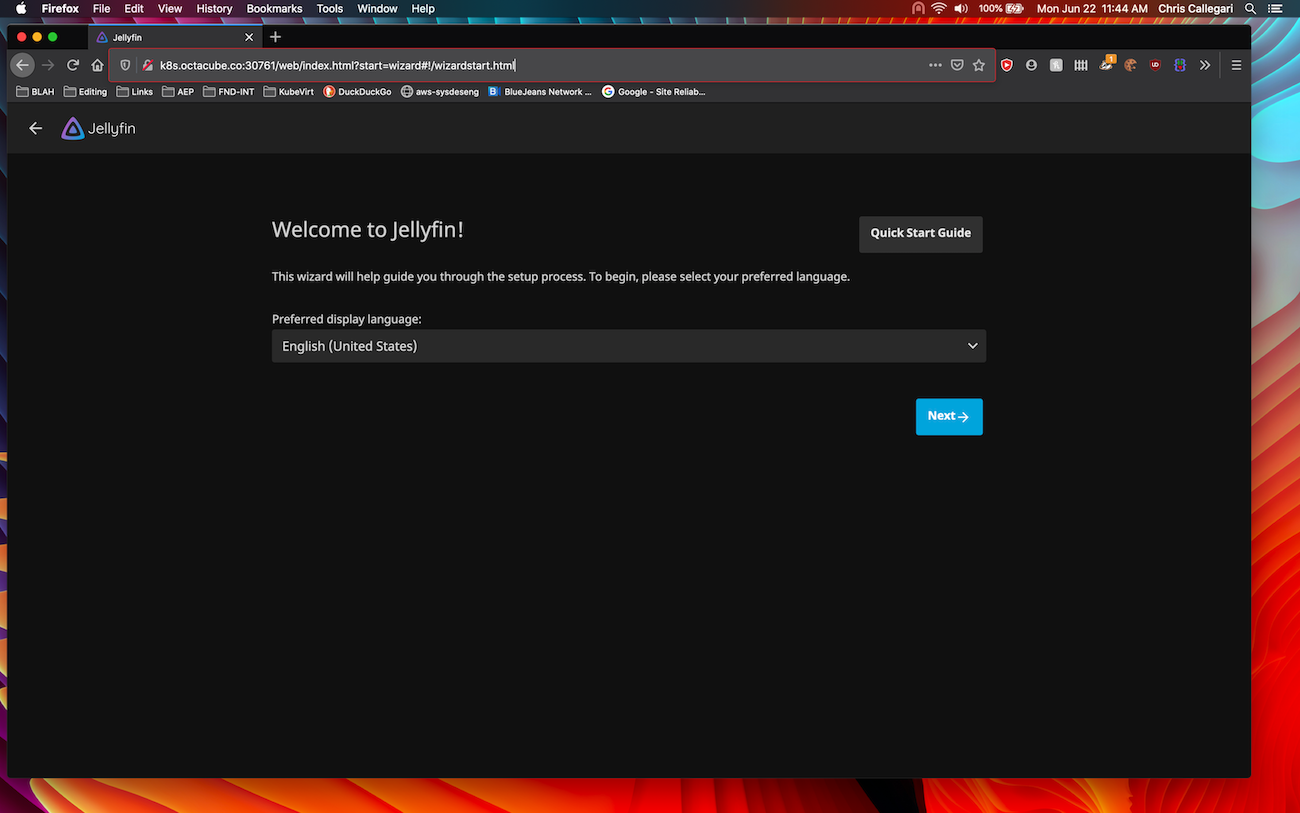 Firefox File Edit View History Bookmarks Tools Window Help 100% Mon Jun 22 11:44 AM Chris Callegari
Jellyfin
k8s.octacube.co:30761/web/index.html?start=wizard#!/wizardstart.html
1
UD
BLAH Editing Links AEP FND-INT KubeVirt DuckDuckGo aws-sysdeseng B BlueJeans Network ... G Google - Site Reliab...
Jellyfin
Welcome to Jellyfin!
Quick Start Guide
This wizard will help guide you through the setup process. To begin, please select your preferred language.
Preferred display language:
English (United States)
Next